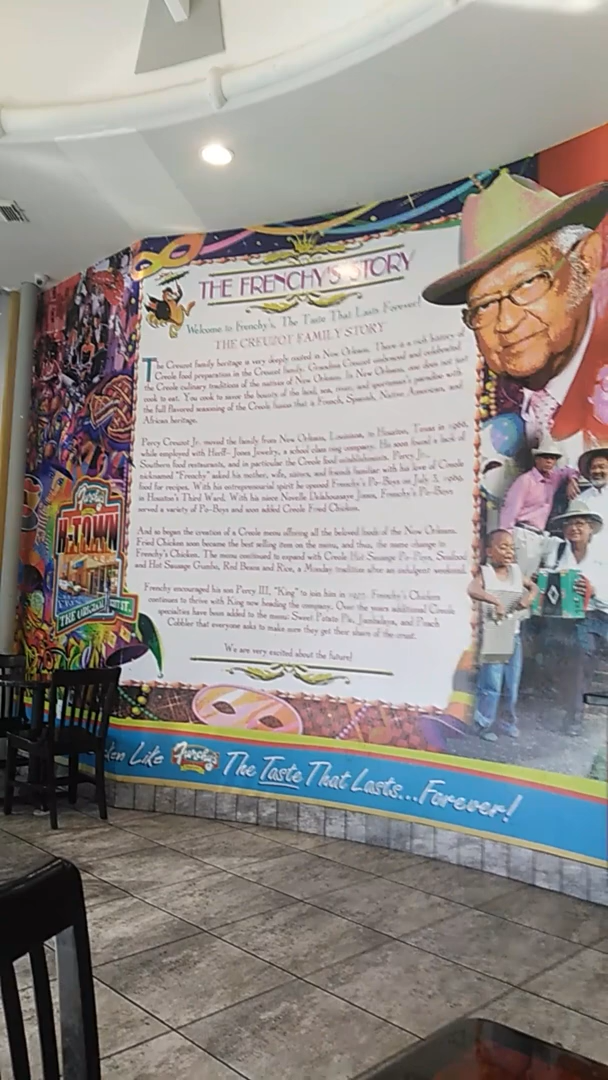 THE FRENCHY'S STORY
Welcome to Frenchy's, The Taste That Lasts Forever!
THE CREUZOT FAMILY STORY
The Creuzot family heritage is very deeply rooted in New Orleans. There is a rich history of
Creole food preparation in the Creuzot family. Grandma Creuzot embraced and celebrated
the Creole culinary traditions of the natives of New Orleans. In New Orleans, one does not just
cook to eat. You cook to savor the bounty of the land, sea, river, and sportsman's paradise with
the full flavored seasoning of the Creole fusion that is French, Spanish, Native American, and
African heritage.
Percy Creuzot Jr. moved the family from New Orleans, Louisiana, to Houston, Texas in
while employed with Herff- Jones Jewelry, a school class ring company. He soon found a lack of
Southern food restaurants, and in particular the Creole food establishments. Percy Jr.,
nicknamed "Frenchy" asked his mother, wife, sisters, and friends familiar with his love of Creole
food for recipes. With his entrepreneurial spirit he opened Frenchy's Po-Boys on July 3, 1969,
in Houston's Third Ward. With his niece Novelle Jones, Frenchy's Po-Boys
served a variety of Po-Boys and soon added Creole Fried Chicken.
And so began the creation of a Creole menu offering all the beloved foods of the New Orleans.
Fried Chicken soon became the best selling item on the menu, and thus, the name change to
Frenchy's Chicken. The menu continued to expand with Creole Hot Sausage Po-Boys, Seafood
and Hot Sausage Gumbo, Red Beans and Rice, a Monday tradition after an indulgent weekend.
Frenchy encouraged his son Percy III, "King" to join him in 1977. Frenchy's Chicken
continues to thrive with King now heading the company. Over the years additional Creole
specialties have been added to the menu: Sweet Potato Pie, Jambalaya, and Peach
Cobbler that everyone asks to make sure they get their share of the crust.
We are very excited about the future!
Frenchy's
H-TOWN
THE ORIGINAL
ken Like Frenchy's The Taste That Lasts...Forever!